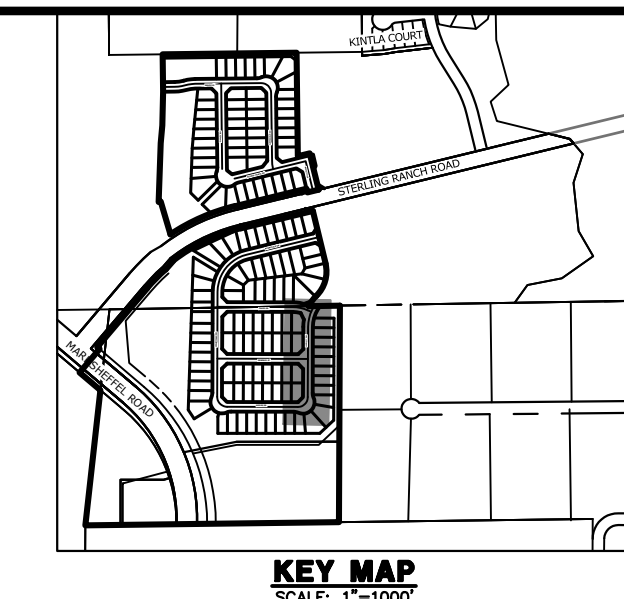 KINTLA COURT
STERLING RANCH ROAD
MARKSHEFFEL ROAD
KEY MAP
SCALE: 1"=1000'